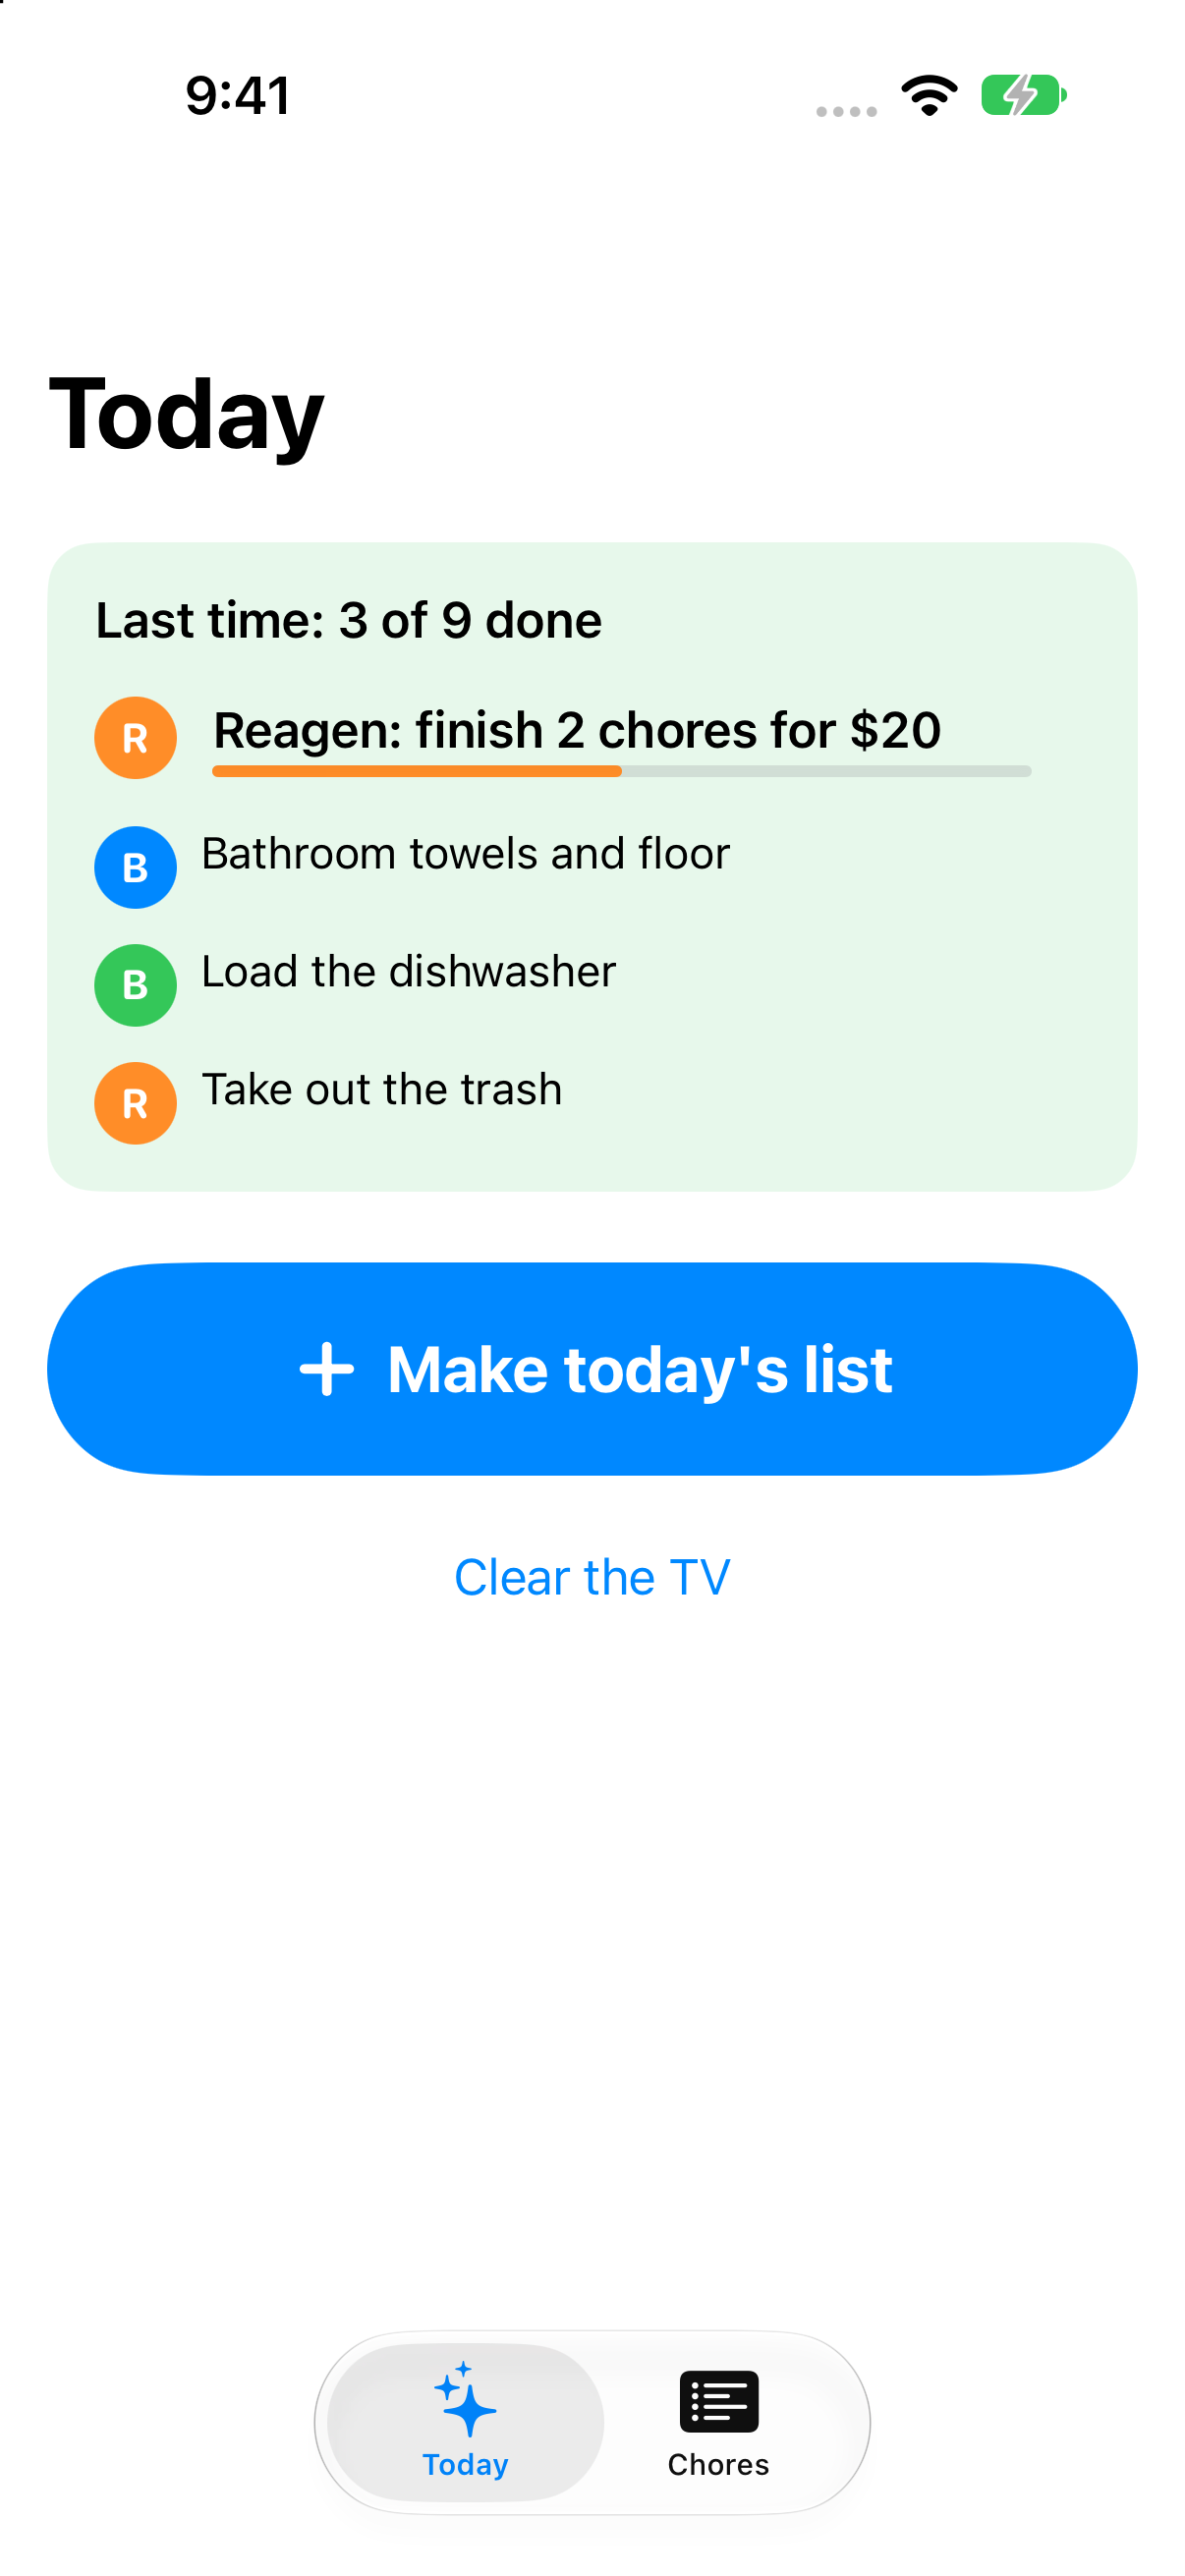 9:41
Today
Last time: 3 of 9 done
R Reagen: finish 2 chores for $20
B Bathroom towels and floor
B Load the dishwasher
R Take out the trash
+ Make today's list
Clear the TV
Today Chores